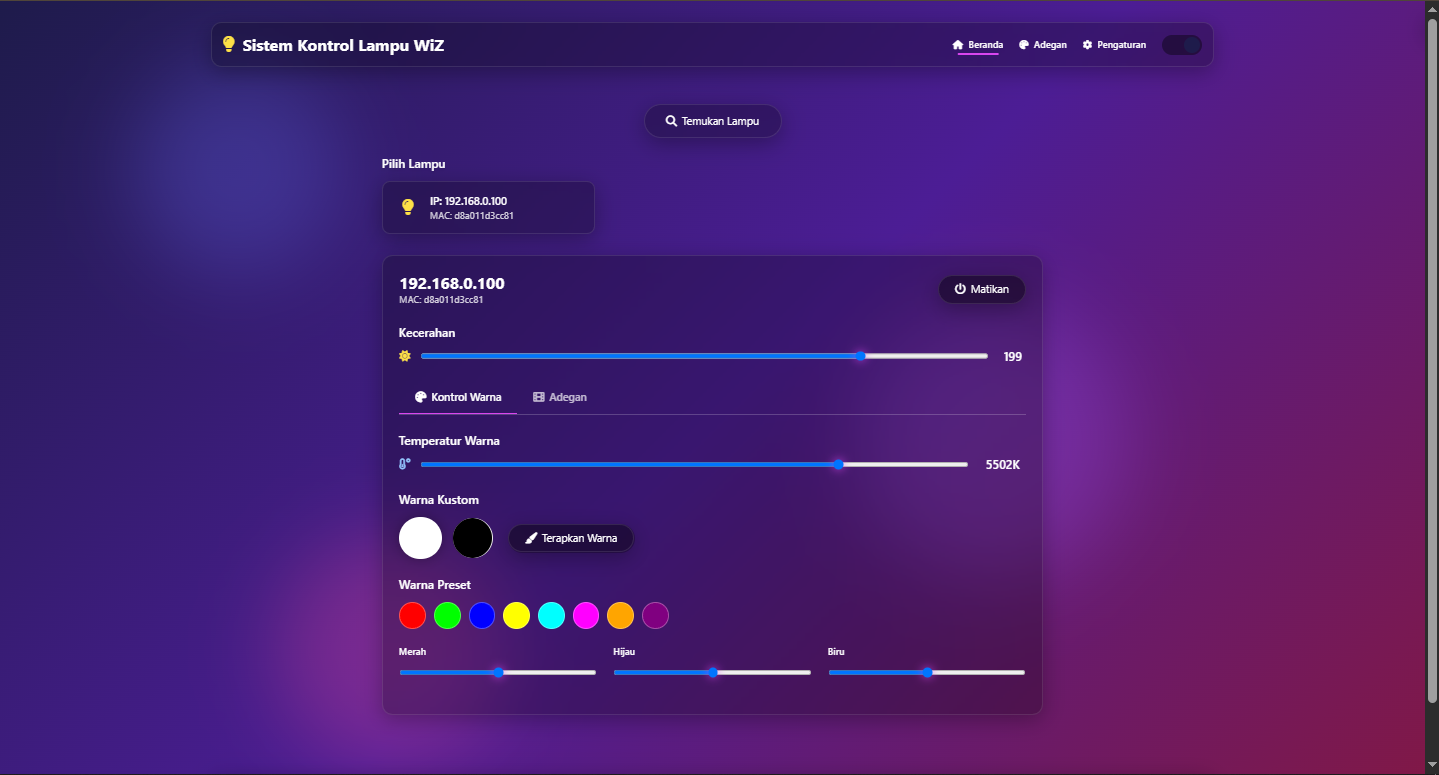 Sistem Kontrol Lampu WiZ
Beranda
Adegan
Pengaturan
Temukan Lampu
Pilih Lampu
IP: 192.168.0.100
MAC: d8a011d3cc81
192.168.0.100
MAC: d8a011d3cc81
Matikan
Kecerahan
199
Kontrol Warna
Adegan
Temperatur Warna
5502K
Warna Kustom
Terapkan Warna
Warna Preset
Merah
Hijau
Biru